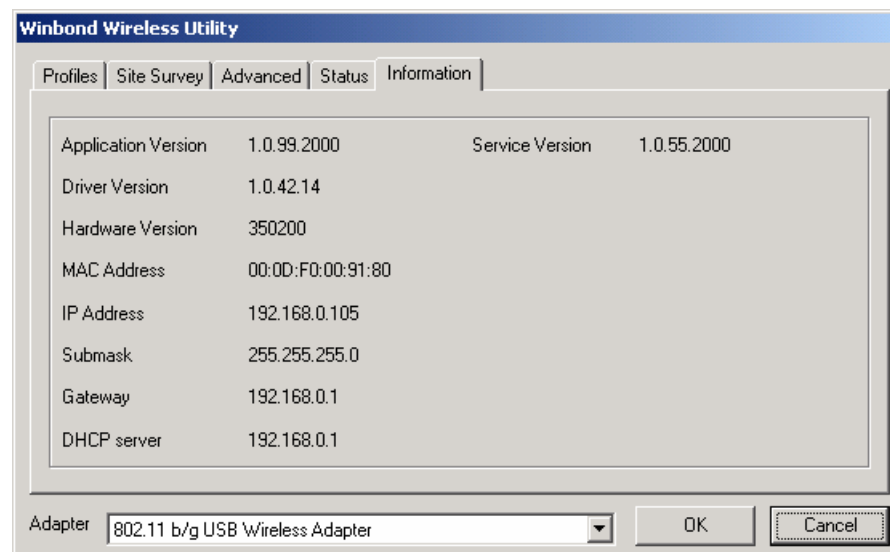 Winbond Wireless Utility
Profiles Site Survey Advanced Status Information
Application Version 1.0.99.2000 Service Version 1.0.55.2000
Driver Version 1.0.42.14
Hardware Version 350200
MAC Address 00:0D:F0:00:91:80
IP Address 192.168.0.105
Submask 255.255.255.0
Gateway 192.168.0.1
DHCP server 192.168.0.1
Adapter 802.11 b/g USB Wireless Adapter OK Cancel